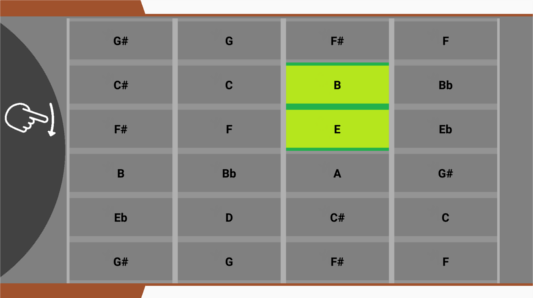 G# G F# F
C# C B Bb
F# F E Eb
B Bb A G#
Eb D C# C
G# G F# F